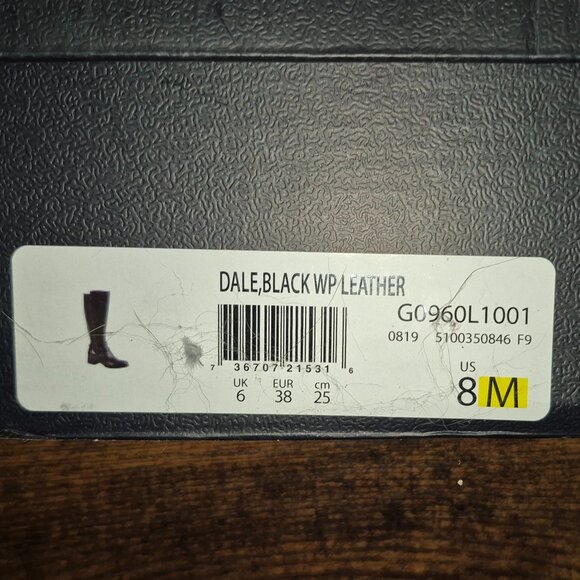 DALE,BLACK WP LEATHER
G0960L1001
0819 5100350846 F9
7 36707 21531 6
UK EUR cm
6 38 25
US
8 M